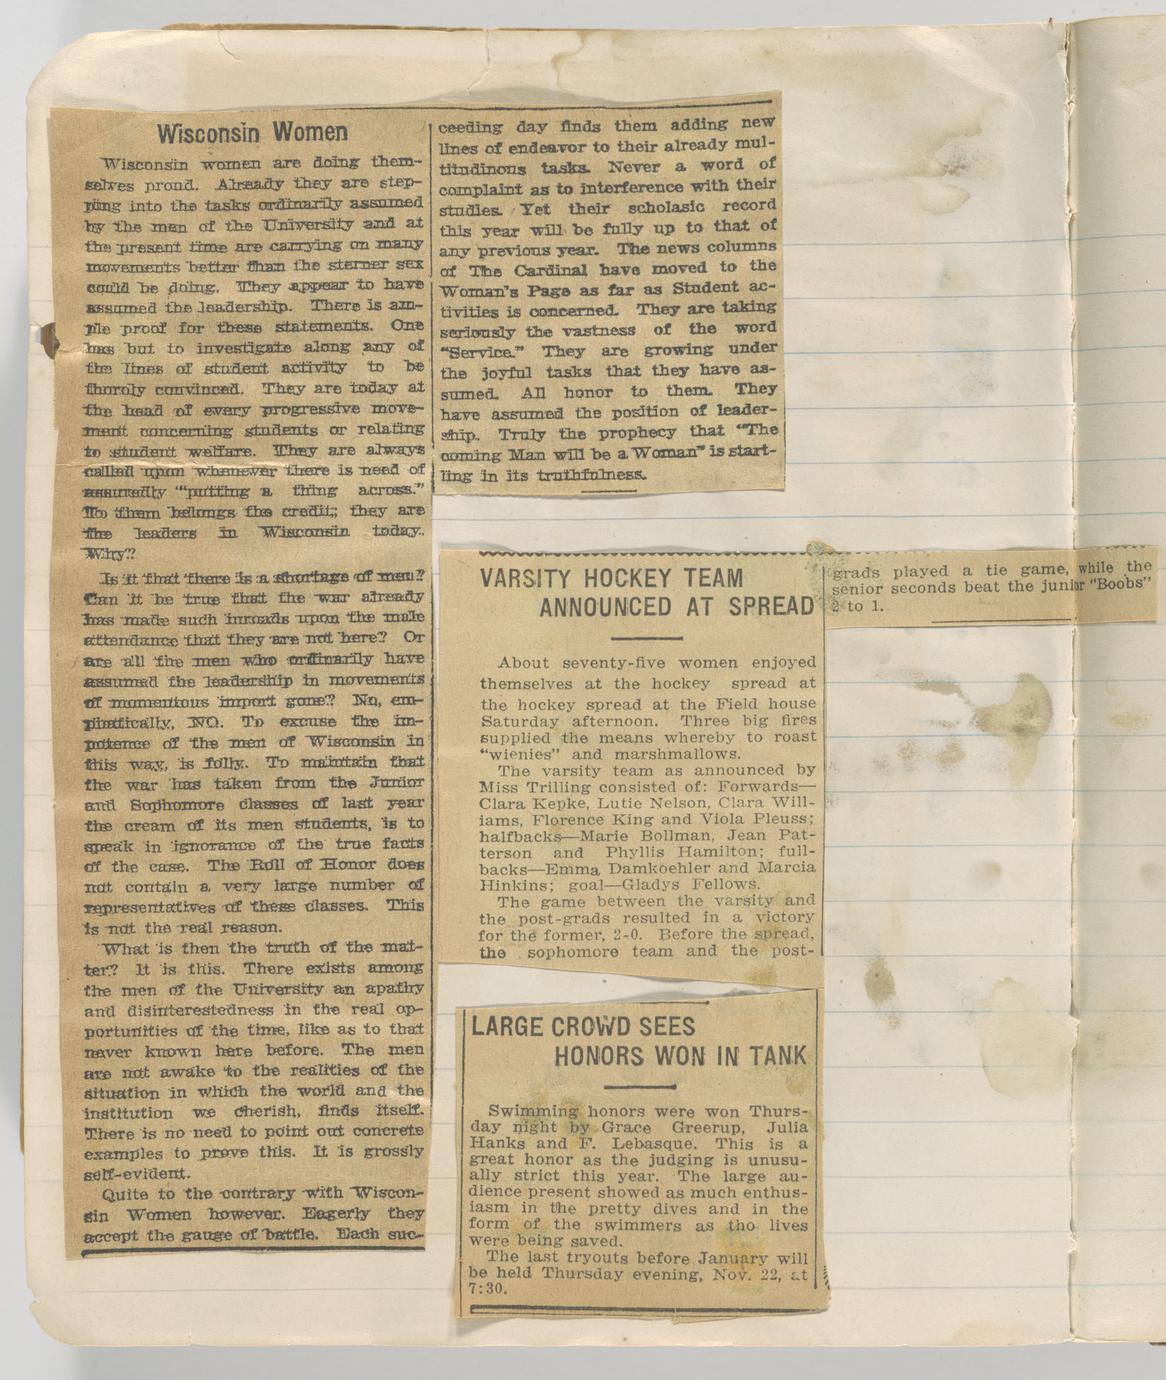 Wisconsin Women
Wisconsin women are doing them-
selves proud. Already they are step-
ping into the tasks ordinarily assumed
by the men of the University and at
the present time are carrying on many
movements better than the sterner sex
could be doing. They appear to have
assumed the leadership. There is am-
ple proof for these statements. One
has but to investigate along any of
the lines of student activity to be
thoroly convinced. They are today at
the head of every progressive move-
ment concerning students or relating
to student welfare. They are always
called upon whenever there is need of
assuredly "putting a thing across."
To them belongs the credit; they are
the leaders in Wisconsin today.
Why?
Is it that there is a shortage of men?
Can it be true that the war already
has made such inroads upon the male
attendance that they are not here? Or
are all the men who ordinarily have
assumed the leadership in movements
of momentous import gone? No, em-
phatically, NO. To excuse the im-
potence of the men of Wisconsin in
this way, is folly. To maintain that
the war has taken from the Junior
and Sophomore classes of last year
the cream of its men students, is to
speak in ignorance of the true facts
of the case. The Roll of Honor does
not contain a very large number of
representatives of these classes. This
is not the real reason.
What is then the truth of the mat-
ter? It is this. There exists among
the men of the University an apathy
and disinterestedness in the real op-
portunities of the time, like as to that
never known here before. The men
are not awake to the realities of the
situation in which the world and the
institution we cherish, finds itself.
There is no need to point out concrete
examples to prove this. It is grossly
self-evident.
Quite to the contrary with Wiscon-
sin Women however. Eagerly they
accept the gauge of battle. Each suc-
ceeding day finds them adding new
lines of endeavor to their already mul-
titudinous tasks. Never a word of
complaint as to interference with their
studies. Yet their scholasic record
this year will be fully up to that of
any previous year. The news columns
of The Cardinal have moved to the
Woman's Page as far as Student ac-
tivities is concerned. They are taking
seriously the vastness of the word
"Service." They are growing under
the joyful tasks that they have as-
sumed. All honor to them. They
have assumed the position of leader-
ship. Truly the prophecy that "The
coming Man will be a Woman" is start-
ling in its truthfulness.
VARSITY HOCKEY TEAM
ANNOUNCED AT SPREAD
About seventy-five women enjoyed
themselves at the hockey spread at
the hockey spread at the Field house
Saturday afternoon. Three big fires
supplied the means whereby to roast
"wienies" and marshmallows.
The varsity team as announced by
Miss Trilling consisted of: Forwards—
Clara Kepke, Lutie Nelson, Clara Will-
iams, Florence King and Viola Pleuss;
halfbacks—Marie Bollman, Jean Pat-
terson and Phyllis Hamilton; full-
backs—Emma Damkoehler and Marcia
Hinkins; goal—Gladys Fellows.
The game between the varsity and
the post-grads resulted in a victory
for the former, 2-0. Before the spread,
the sophomore team and the post-
grads played a tie game, while the
senior seconds beat the junior "Boobs"
2 to 1.
LARGE CROWD SEES
HONORS WON IN TANK
Swimming honors were won Thurs-
day night by Grace Greerup, Julia
Hanks and F. Lebasque. This is a
great honor as the judging is unusu-
ally strict this year. The large au-
dience present showed as much enthus-
iasm in the pretty dives and in the
form of the swimmers as tho lives
were being saved.
The last tryouts before January will
be held Thursday evening, Nov. 22, at
7:30.